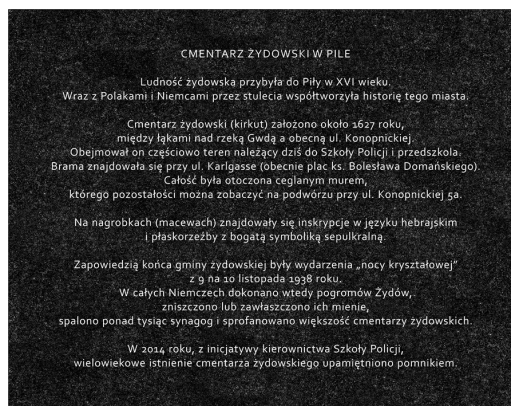 CMENTARZ ŻYDOWSKI W PILE
Ludność żydowska przybyła do Piły w XVI wieku.
Wraz z Polakami i Niemcami przez stulecia współtworzyła historię tego miasta.
Cmentarz żydowski (kirkut) założono około 1627 roku,
między łąkami nad rzeką Gwdą a obecną ul. Konopnickiej.
Obejmował on częściowo teren należący dziś do Szkoły Policji i przedszkola.
Brama znajdowała się przy ul. Karlgasse (obecnie plac ks. Bolesława Domańskiego).
Całość była otoczona ceglanym murem,
którego pozostałości można zobaczyć na podwórzu przy ul. Konopnickiej 5a.
Na nagrobkach (macewach) znajdowały się inskrypcje w języku hebrajskim
i płaskorzeźby z bogatą symboliką sepulkralną.
Zapowiedzią końca gminy żydowskiej były wydarzenia „nocy kryształowej”
z 9 na 10 listopada 1938 roku.
W całych Niemczech dokonano wtedy pogromów Żydów,
zniszczono lub zawłaszczono ich mienie,
spalono ponad tysiąc synagog i sprofanowano większość cmentarzy żydowskich.
W 2014 roku, z inicjatywy kierownictwa Szkoły Policji,
wielowiekowe istnienie cmentarza żydowskiego upamiętniono pomnikiem.